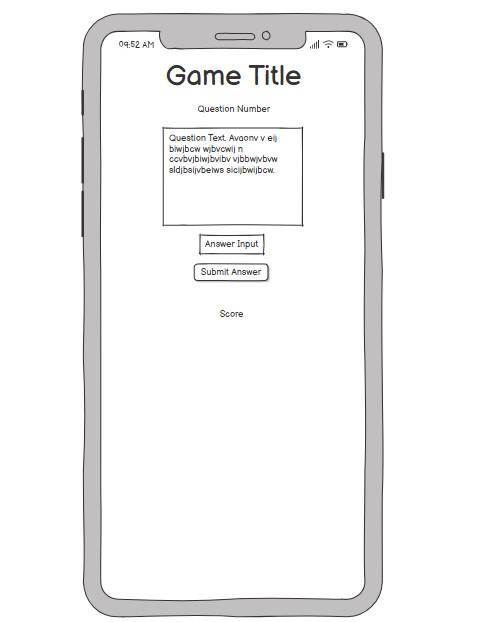 09:52 AM
Game Title
Question Number
Question Text. Avaonv v eij
biwjbcw wjbvcwij n
ccvbvjbiwjbvibv vjbbwjvbvw
sldjbsijvbeiws sicijbwijbcw.
Answer Input
Submit Answer
Score